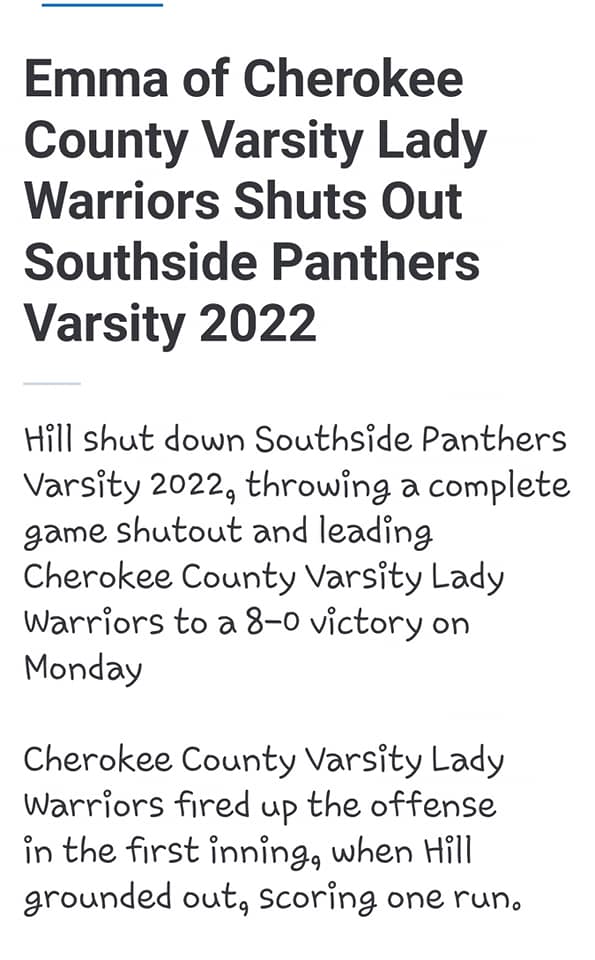 Emma of Cherokee
County Varsity Lady
Warriors Shuts Out
Southside Panthers
Varsity 2022
Hill shut down Southside Panthers
Varsity 2022, throwing a complete
game shutout and leading
Cherokee County Varsity Lady
Warriors to a 8-0 victory on
Monday
Cherokee County Varsity Lady
Warriors fired up the offense
in the first inning, when Hill
grounded out, scoring one run.